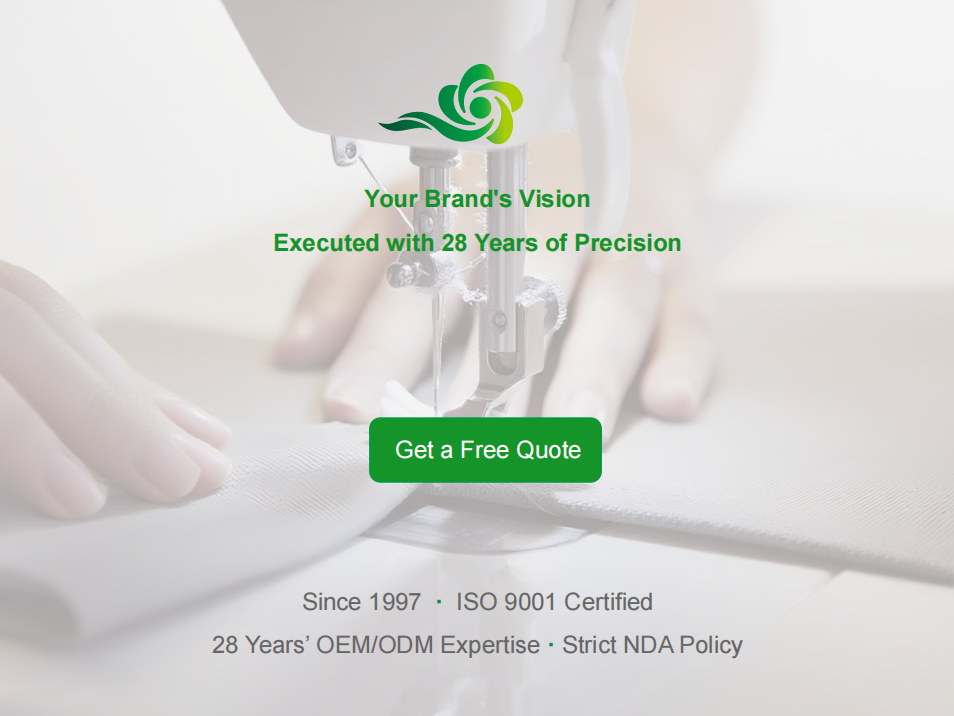 Your Brand's Vision
Executed with 28 Years of Precision
Get a Free Quote
Since 1997 · ISO 9001 Certified
28 Years’ OEM/ODM Expertise · Strict NDA Policy